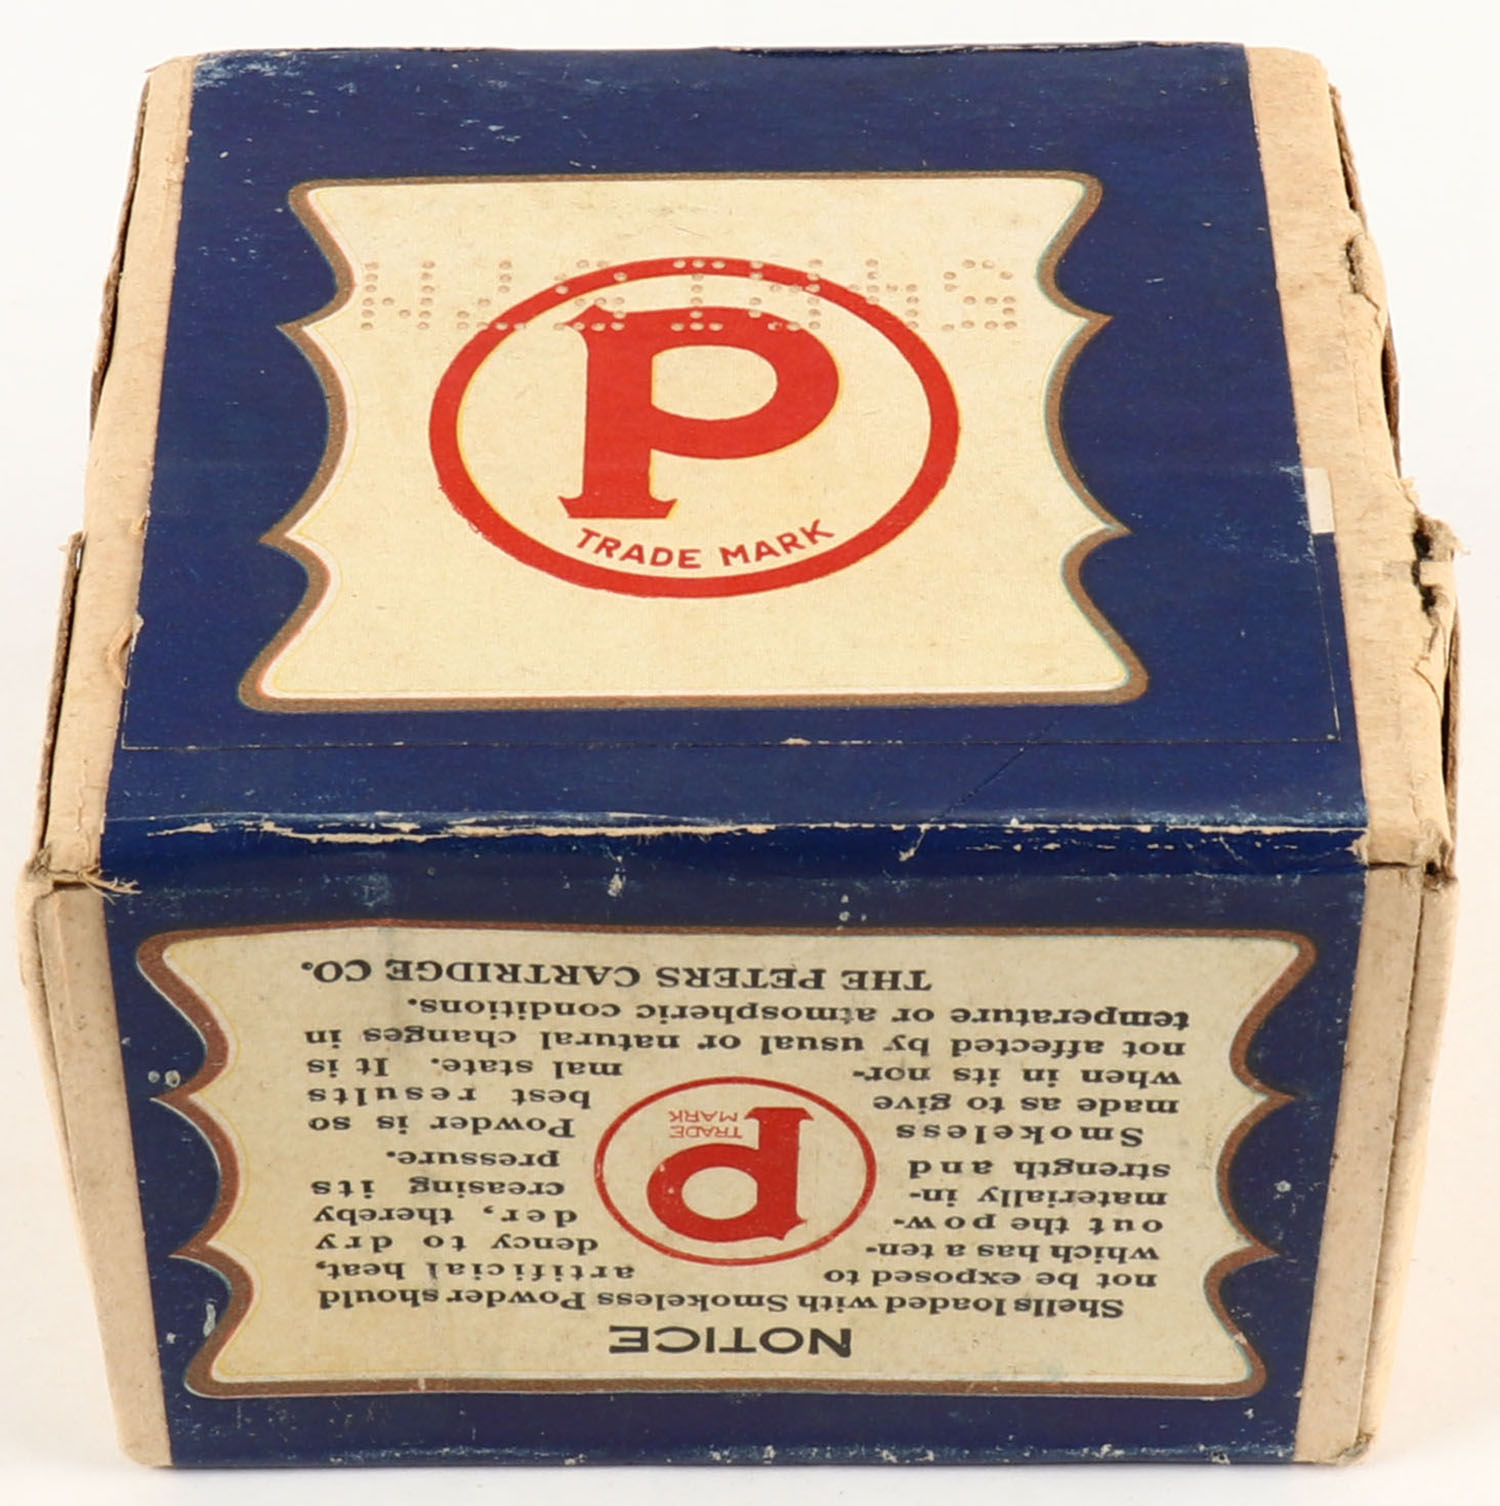 P
TRADE MARK
NOTICE
Shells loaded with Smokeless Powder should
not be exposed to artificial heat,
which has a ten- dency to dry
out the pow- der, thereby
materially in- creasing its
strength and pressure.
Smokeless Powder is so
made as to give best results
when in its nor- mal state. It is
not affected by usual or natural changes in
temperature or atmospheric conditions.
THE PETERS CARTRIDGE CO.
P
TRADE
MARK